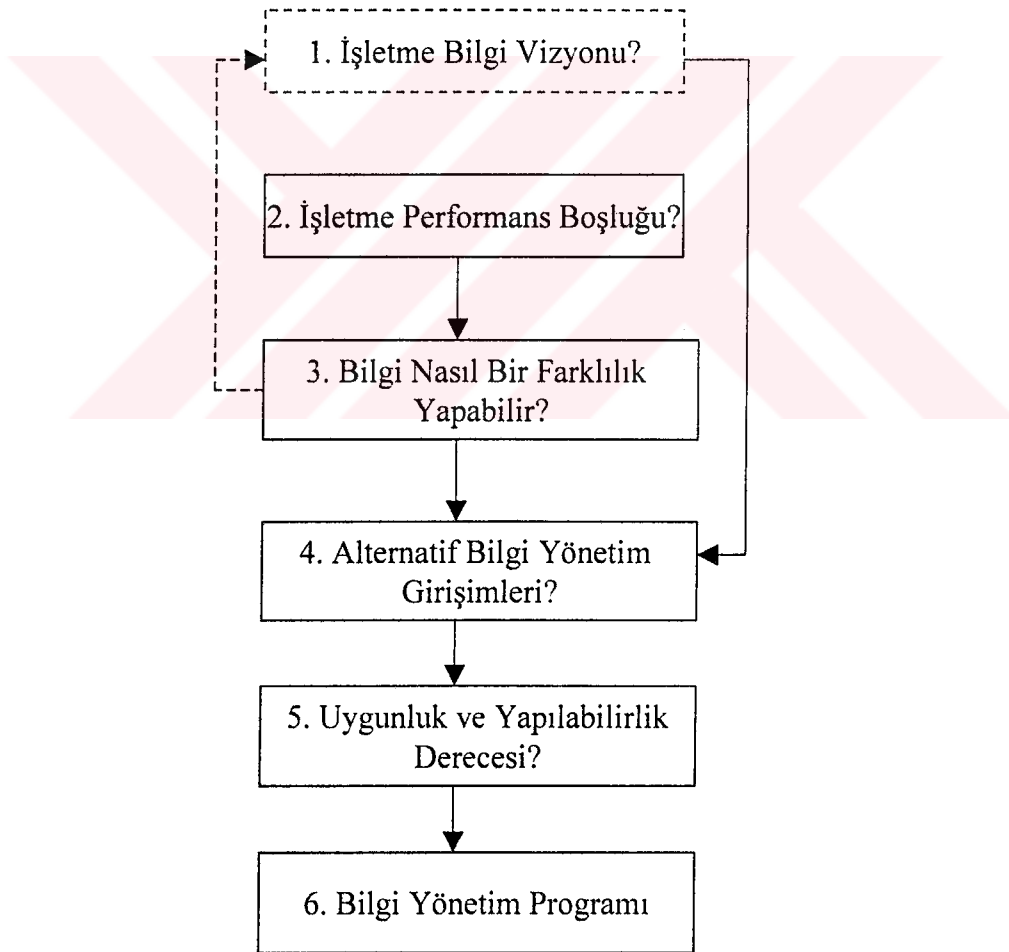 1. İşletme Bilgi Vizyonu?
2. İşletme Performans Boşluğu?
3. Bilgi Nasıl Bir Farklılık
Yapabilir?
4. Alternatif Bilgi Yönetim
Girişimleri?
5. Uygunluk ve Yapılabilirlik
Derecesi?
6. Bilgi Yönetim Programı